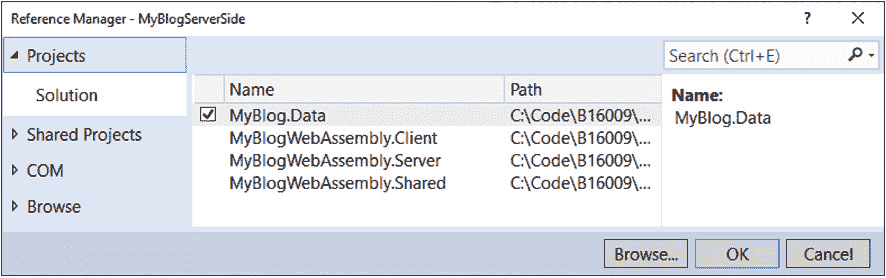 Reference Manager - MyBlogServerSide
Projects
Search (Ctrl+E)
Solution
Name Path
Name:
MyBlog.Data C:\Code\B16009\...
MyBlog.Data
Shared Projects
MyBlogWebAssembly.Client C:\Code\B16009\...
MyBlogWebAssembly.Server C:\Code\B16009\...
COM
MyBlogWebAssembly.Shared C:\Code\B16009\...
Browse
Browse... OK Cancel